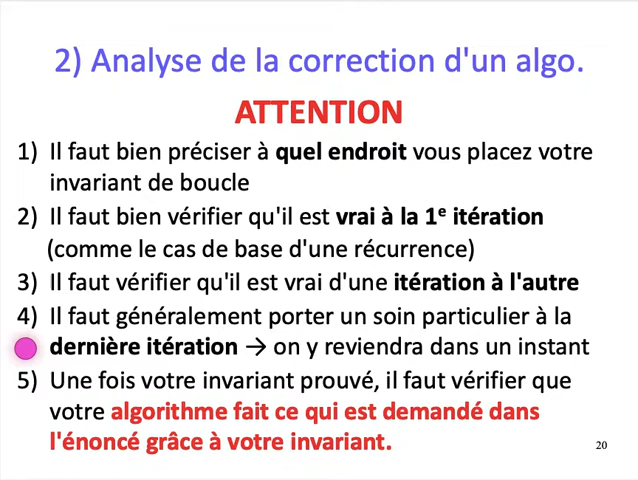 2) Analyse de la correction d'un algo.
ATTENTION
1) Il faut bien préciser à quel endroit vous placez votre
invariant de boucle
2) Il faut bien vérifier qu'il est vrai à la 1e itération
(comme le cas de base d'une récurrence)
3) Il faut vérifier qu'il est vrai d'une itération à l'autre
4) Il faut généralement porter un soin particulier à la
dernière itération → on y reviendra dans un instant
5) Une fois votre invariant prouvé, il faut vérifier que
votre algorithme fait ce qui est demandé dans
l'énoncé grâce à votre invariant.
20